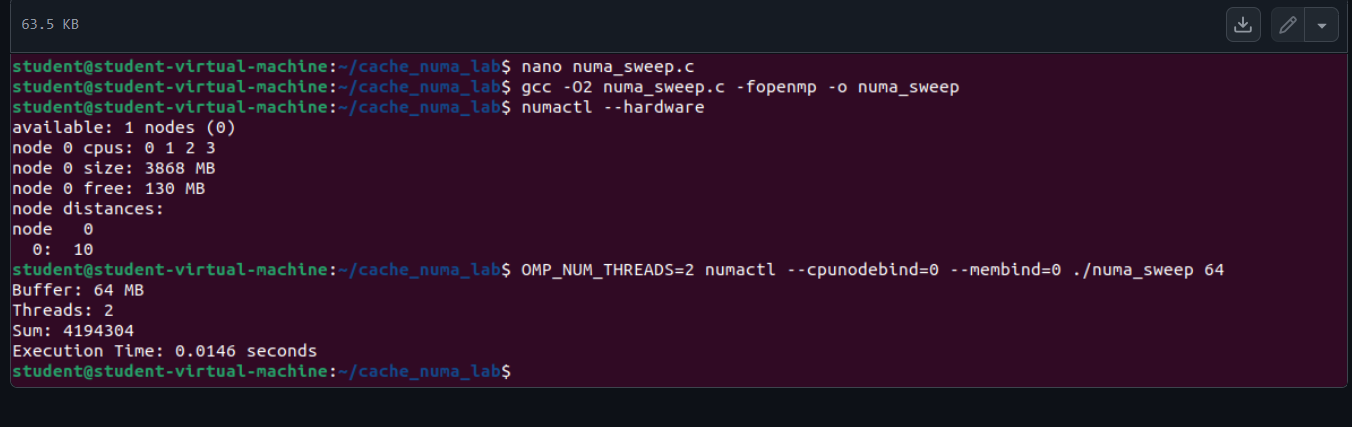 63.5 KB
student@student-virtual-machine:~/cache_numa_lab$ nano numa_sweep.c
student@student-virtual-machine:~/cache_numa_lab$ gcc -O2 numa_sweep.c -fopenmp -o numa_sweep
student@student-virtual-machine:~/cache_numa_lab$ numactl --hardware
available: 1 nodes (0)
node 0 cpus: 0 1 2 3
node 0 size: 3868 MB
node 0 free: 130 MB
node distances:
node   0
  0:  10
student@student-virtual-machine:~/cache_numa_lab$ OMP_NUM_THREADS=2 numactl --cpunodebind=0 --membind=0 ./numa_sweep 64
Buffer: 64 MB
Threads: 2
Sum: 4194304
Execution Time: 0.0146 seconds
student@student-virtual-machine:~/cache_numa_lab$